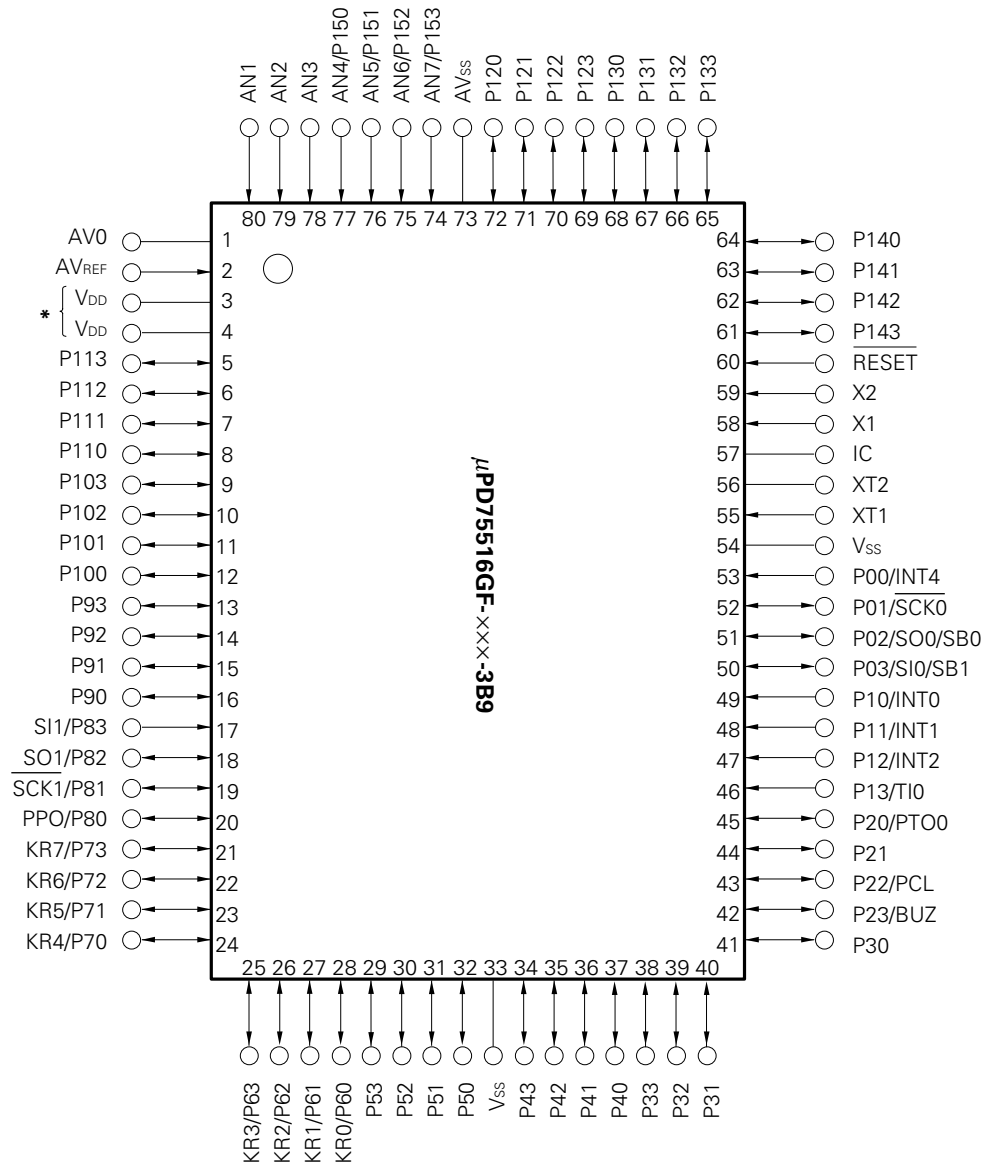 AN1
AN2
AN3
AN4/P150
AN5/P151
AN6/P152
AN7/P153
AVSS
P120
P121
P122
P123
P130
P131
P132
P133
80 79 78 77 76 75 74 73 72 71 70 69 68 67 66 65
AV0 1
AVREF 2
* VDD 3
VDD 4
P113 5
P112 6
P111 7
P110 8
P103 9
P102 10
P101 11
P100 12
P93 13
P92 14
P91 15
P90 16
SI1/P83 17
SO1/P82 18
SCK1/P81 19
PPO/P80 20
KR7/P73 21
KR6/P72 22
KR5/P71 23
KR4/P70 24
µPD75516GF-×××-3B9
64 P140
63 P141
62 P142
61 P143
60 RESET
59 X2
58 X1
57 IC
56 XT2
55 XT1
54 VSS
53 P00/INT4
52 P01/SCK0
51 P02/SO0/SB0
50 P03/SI0/SB1
49 P10/INT0
48 P11/INT1
47 P12/INT2
46 P13/TI0
45 P20/PTO0
44 P21
43 P22/PCL
42 P23/BUZ
41 P30
25 26 27 28 29 30 31 32 33 34 35 36 37 38 39 40
KR3/P63
KR2/P62
KR1/P61
KR0/P60
P53
P52
P51
P50
VSS
P43
P42
P41
P40
P33
P32
P31